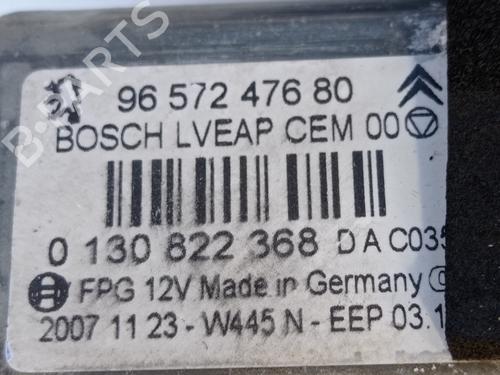 96 572 476 80
BOSCH LVEAP CEM 00
0 130 822 368 D A C035
FPG 12V Made in Germany
2007 11 23 - W445 N - EEP 03.1
B-PARTS